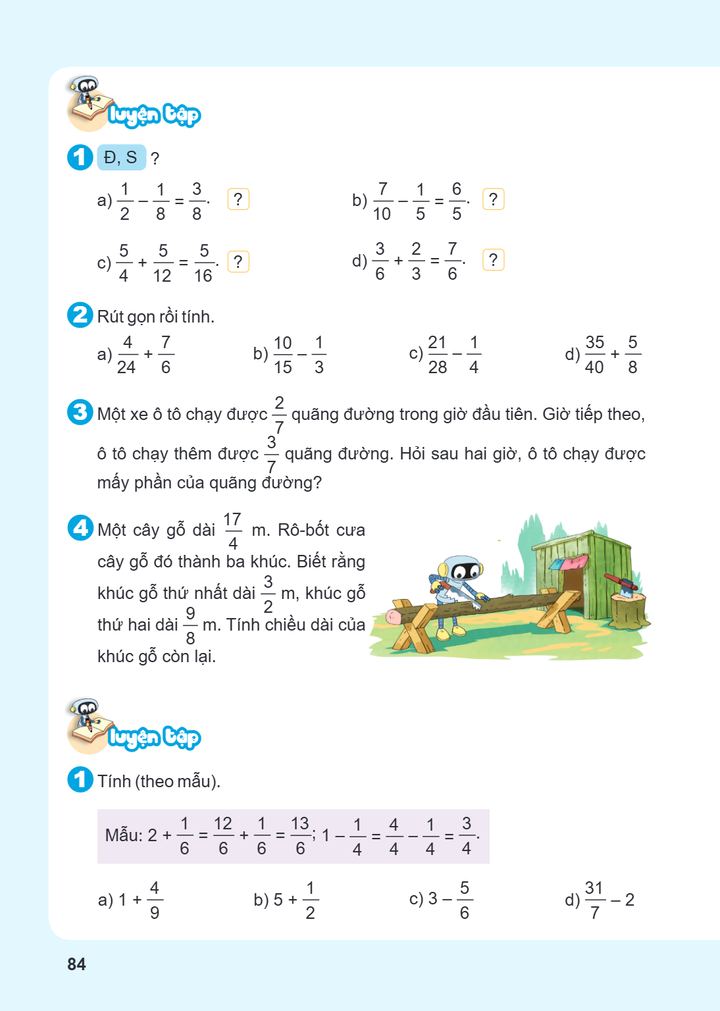 luyện tập
1 Đ, S ?
a) 1/2 – 1/8 = 3/8. ? b) 7/10 – 1/5 = 6/5. ?
c) 5/4 + 5/12 = 5/16. ? d) 3/6 + 2/3 = 7/6. ?
2 Rút gọn rồi tính.
a) 4/24 + 7/6 b) 10/15 – 1/3 c) 21/28 – 1/4 d) 35/40 + 5/8
3 Một xe ô tô chạy được 2/7 quãng đường trong giờ đầu tiên. Giờ tiếp theo,
ô tô chạy thêm được 3/7 quãng đường. Hỏi sau hai giờ, ô tô chạy được
mấy phần của quãng đường?
4 Một cây gỗ dài 17/4 m. Rô-bốt cưa
cây gỗ đó thành ba khúc. Biết rằng
khúc gỗ thứ nhất dài 3/2 m, khúc gỗ
thứ hai dài 9/8 m. Tính chiều dài của
khúc gỗ còn lại.
luyện tập
1 Tính (theo mẫu).
Mẫu: 2 + 1/6 = 12/6 + 1/6 = 13/6; 1 – 1/4 = 4/4 – 1/4 = 3/4.
a) 1 + 4/9 b) 5 + 1/2 c) 3 – 5/6 d) 31/7 – 2
84